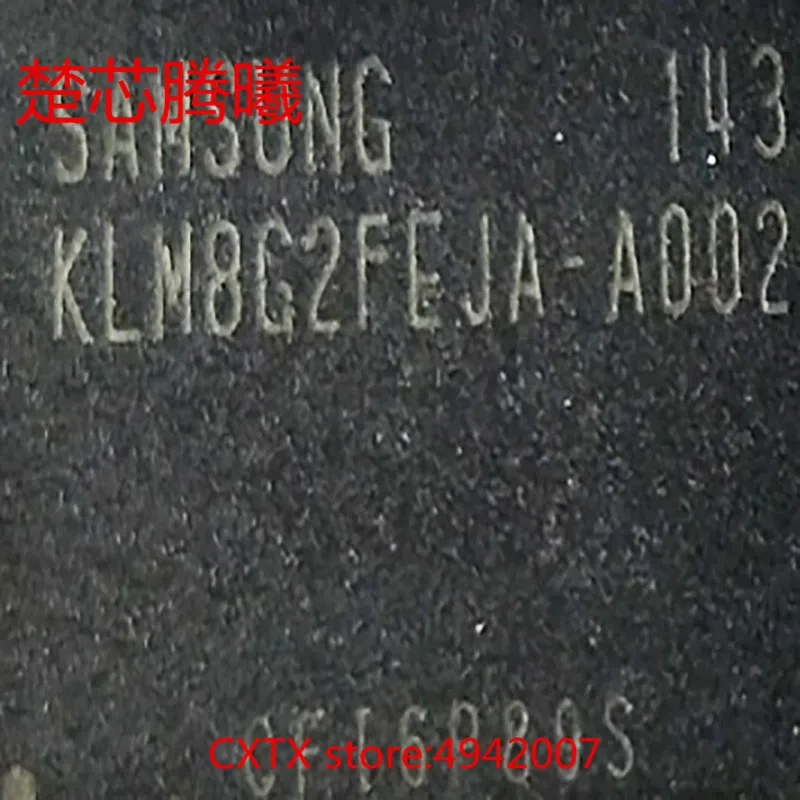 楚芯腾曦
SAMSUNG 143
KLM8G2FEJA-A002
CXTX store:4942007